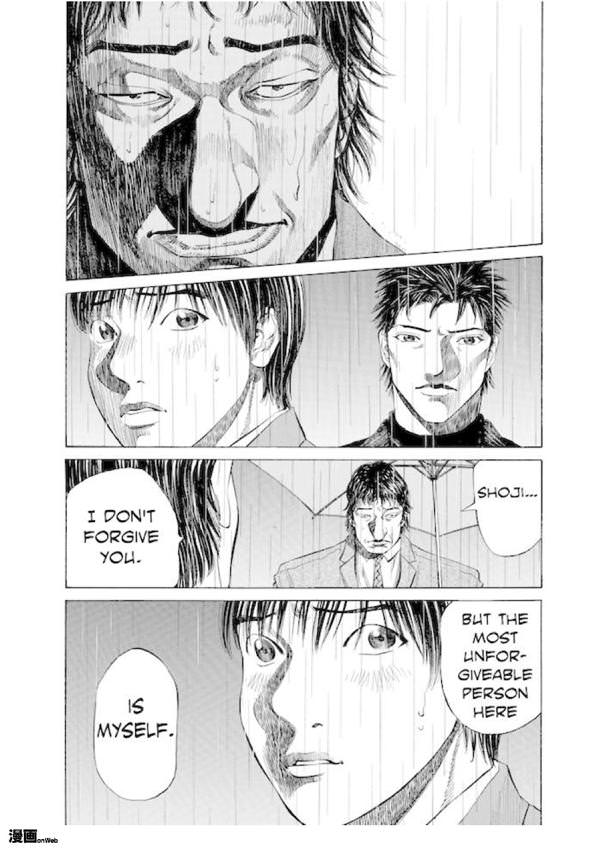 SHOJI...
I DON'T
FORGIVE
YOU.
BUT THE
MOST
UNFOR-
GIVEABLE
PERSON
HERE
IS
MYSELF.
漫画onWeb